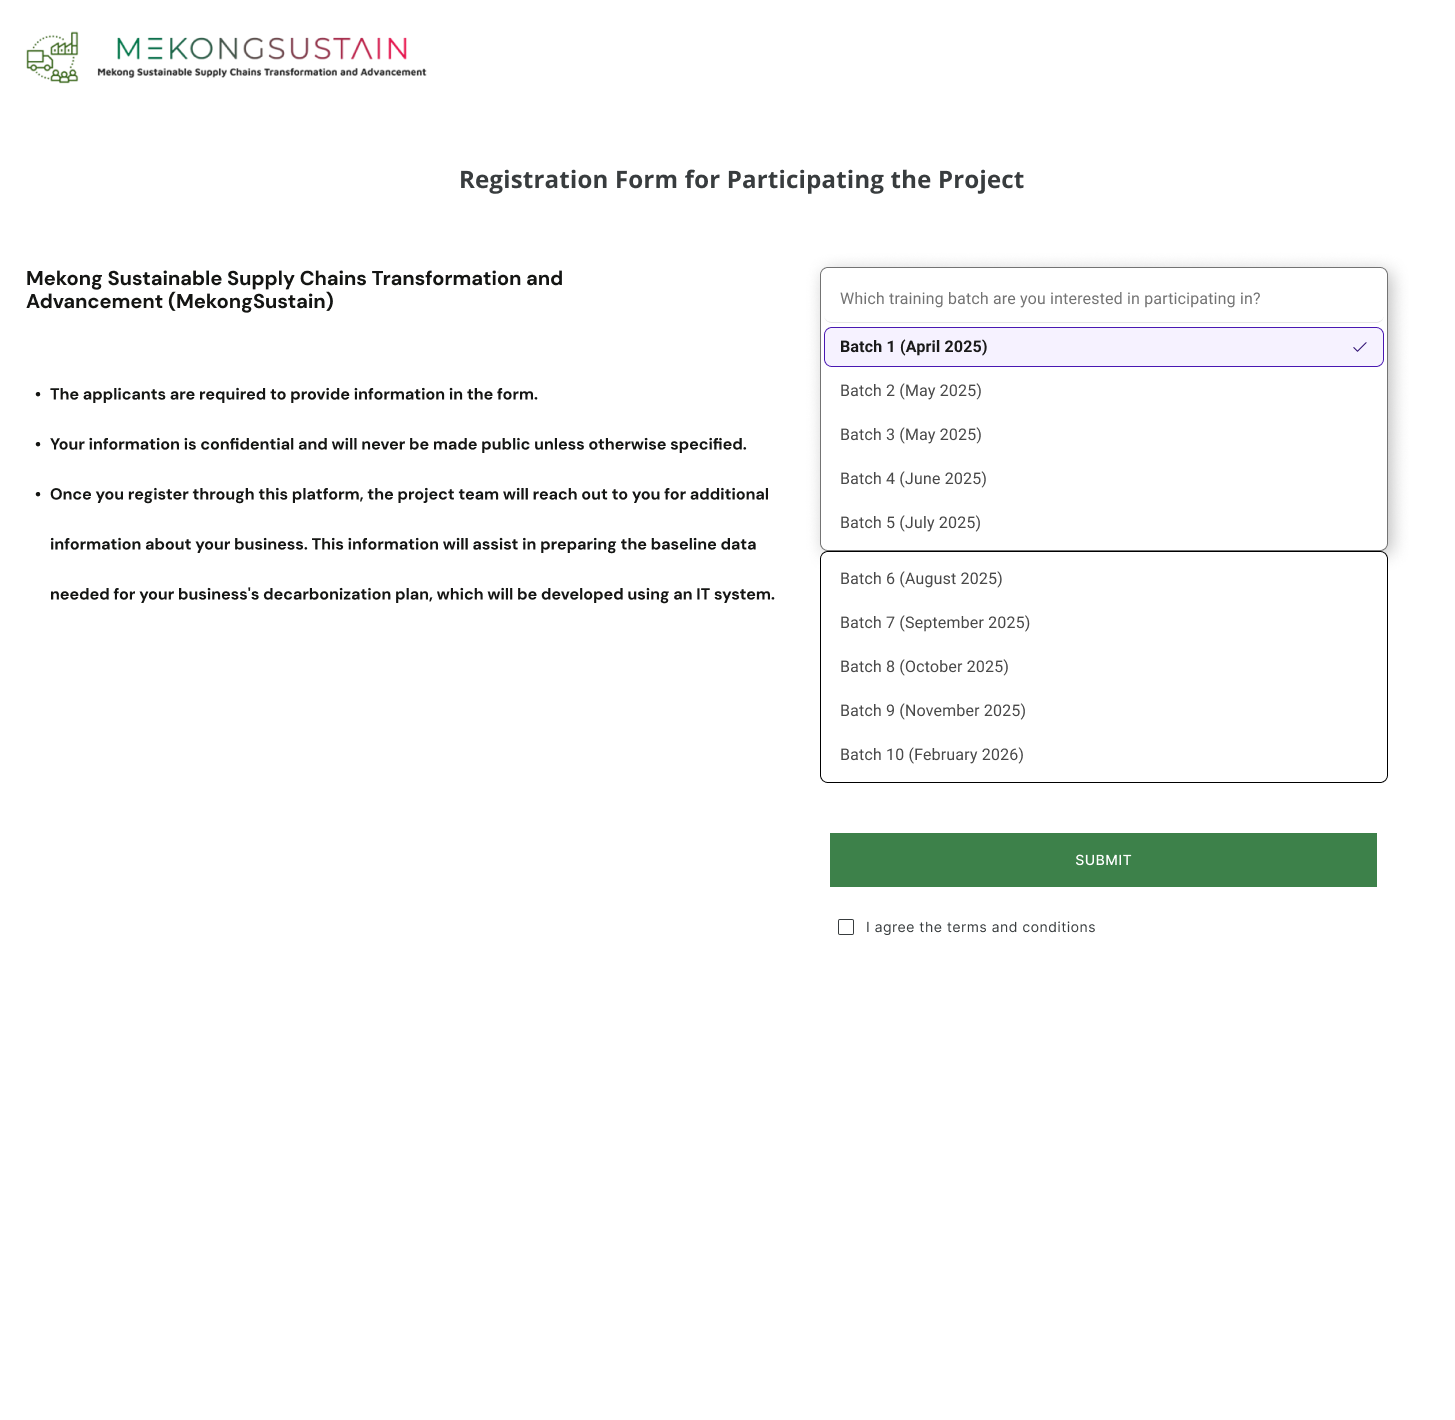 MEKONGSUSTAIN
Mekong Sustainable Supply Chains Transformation and Advancement
Registration Form for Participating the Project
Mekong Sustainable Supply Chains Transformation and
Advancement (MekongSustain)
• The applicants are required to provide information in the form.
• Your information is confidential and will never be made public unless otherwise specified.
• Once you register through this platform, the project team will reach out to you for additional
information about your business. This information will assist in preparing the baseline data
needed for your business's decarbonization plan, which will be developed using an IT system.
Which training batch are you interested in participating in?
Batch 1 (April 2025)
Batch 2 (May 2025)
Batch 3 (May 2025)
Batch 4 (June 2025)
Batch 5 (July 2025)
Batch 6 (August 2025)
Batch 7 (September 2025)
Batch 8 (October 2025)
Batch 9 (November 2025)
Batch 10 (February 2026)
SUBMIT
I agree the terms and conditions